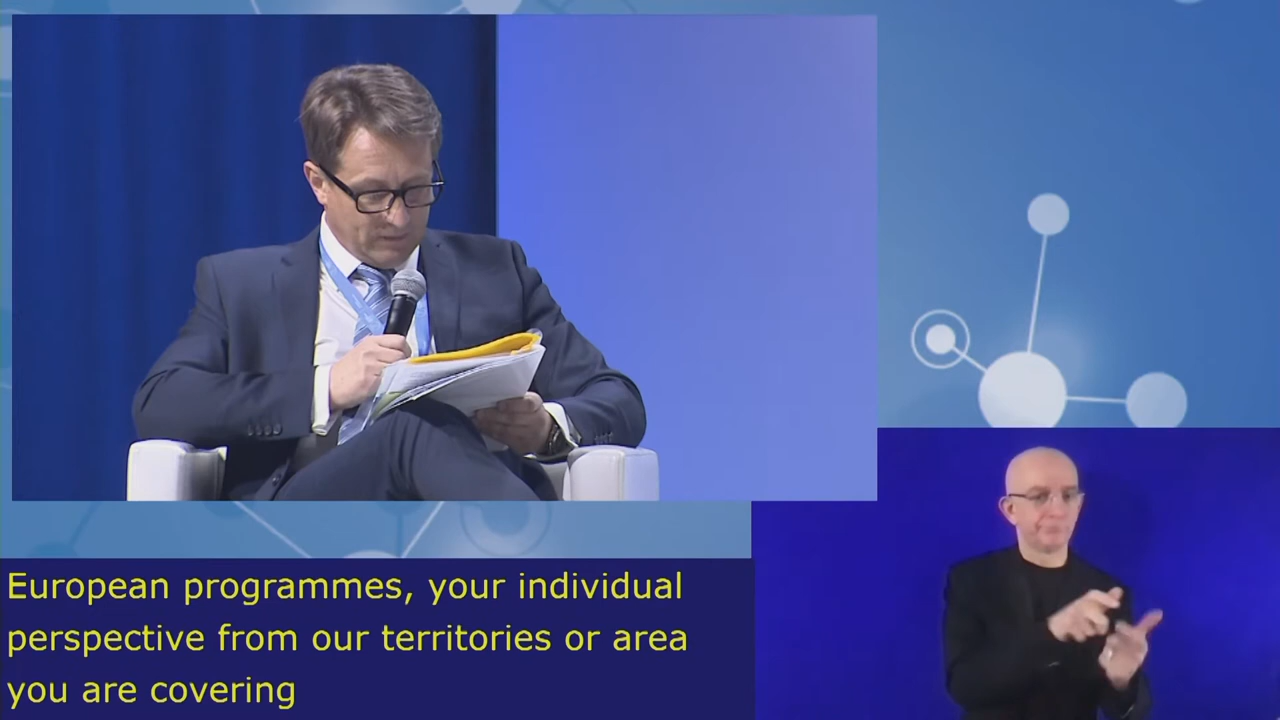 European programmes, your individual
perspective from our territories or area
you are covering